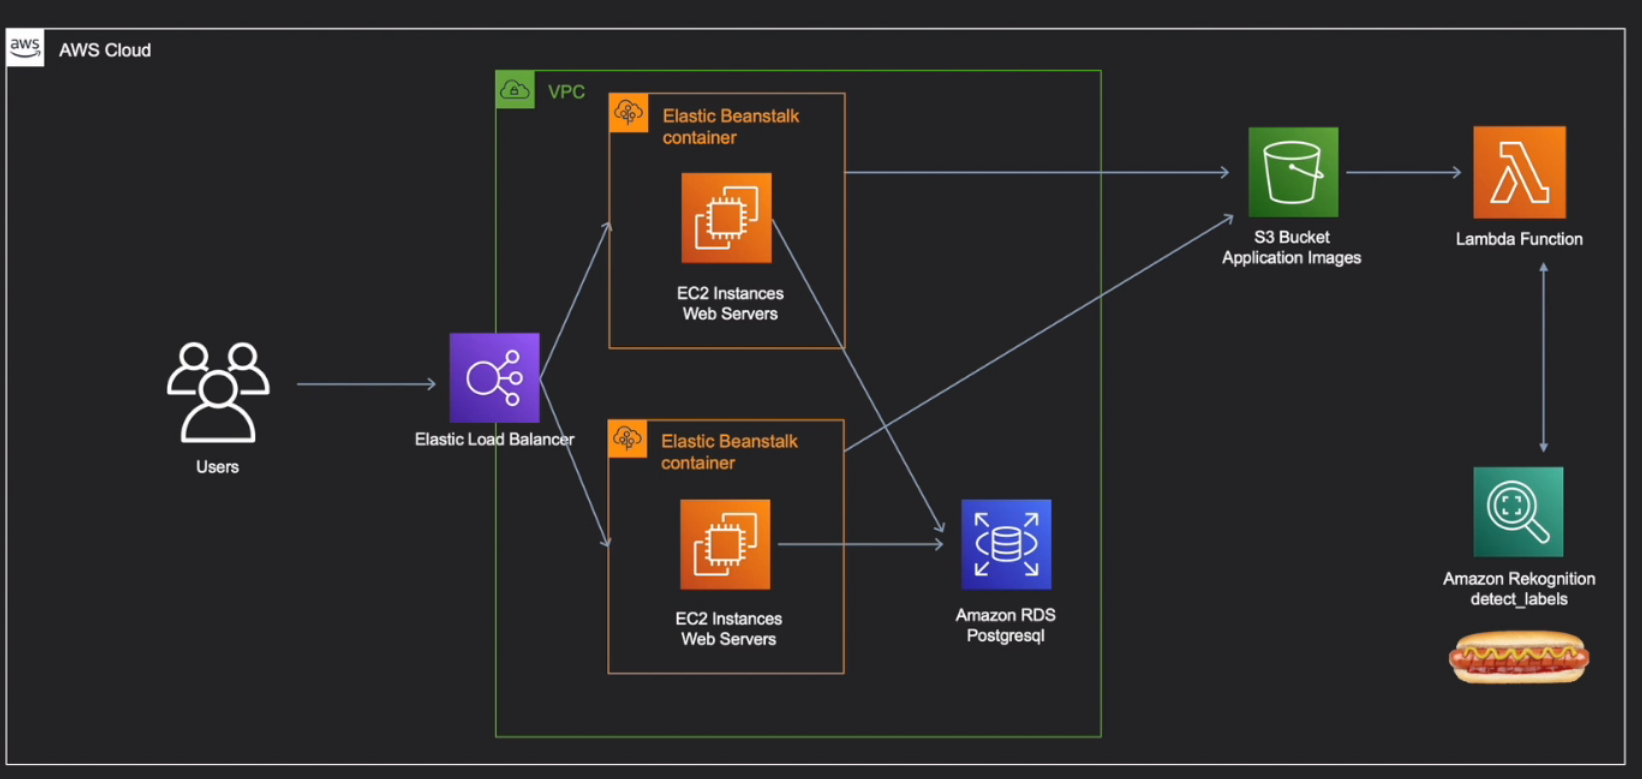 aws
AWS Cloud
VPC
Elastic Beanstalk
container
EC2 Instances
Web Servers
S3 Bucket
Application Images
Lambda Function
Users
Elastic Load Balancer
Elastic Beanstalk
container
EC2 Instances
Web Servers
Amazon RDS
Postgresql
Amazon Rekognition
detect_labels